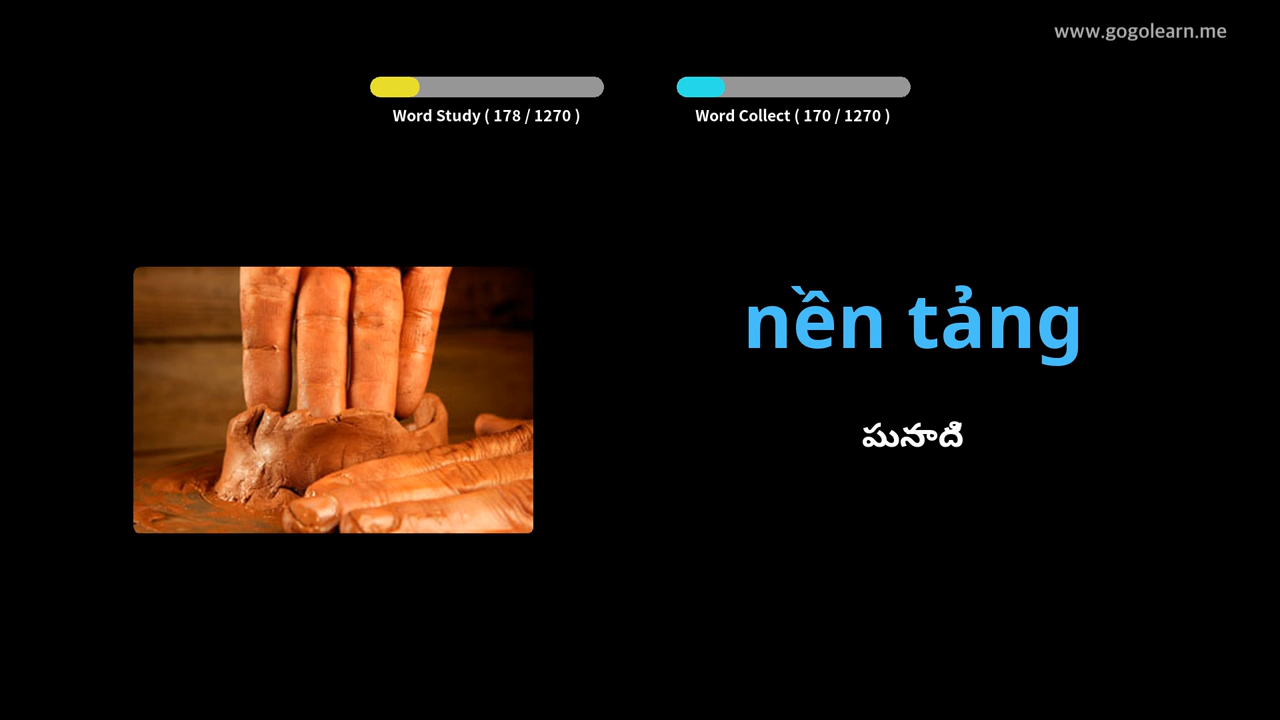 www.gogolearn.me
Word Study ( 178 / 1270 )
Word Collect ( 170 / 1270 )
nền tảng
పునాది